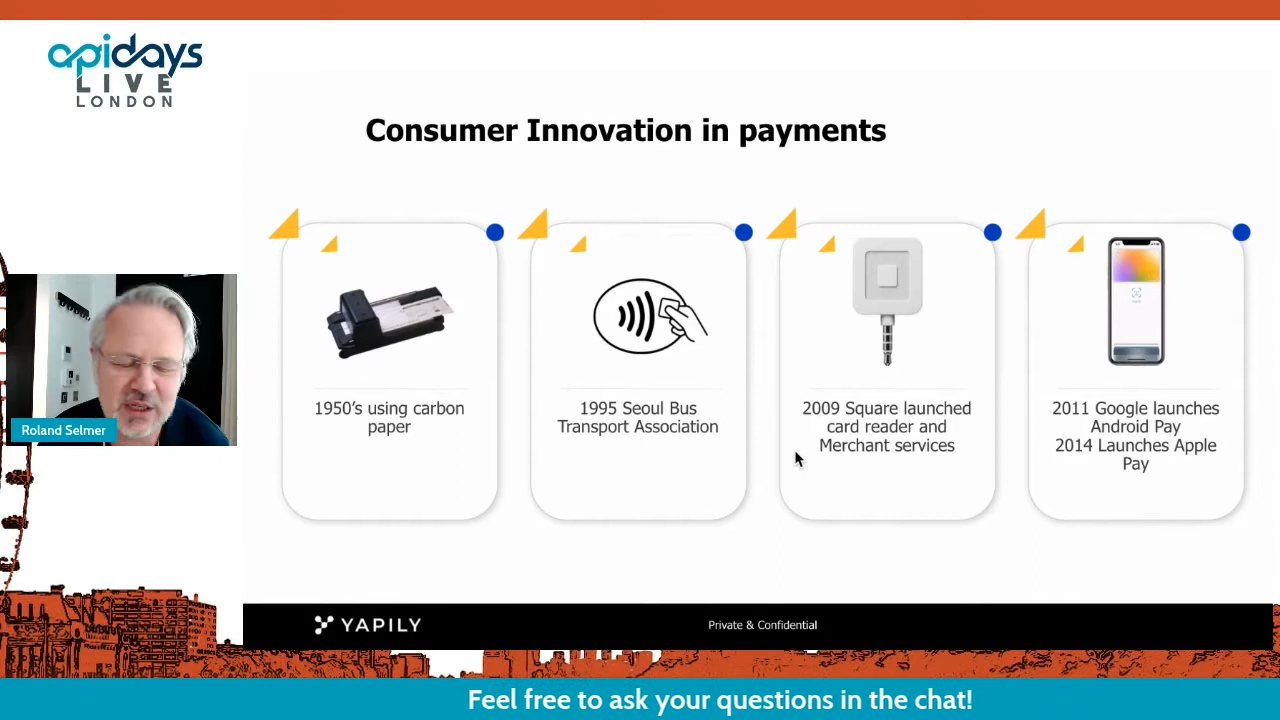 apidays
LIVE
LONDON
Consumer Innovation in payments
1950's using carbon
paper
1995 Seoul Bus
Transport Association
2009 Square launched
card reader and
Merchant services
2011 Google launches
Android Pay
2014 Launches Apple
Pay
Roland Selmer
YAPILY
Private & Confidential
Feel free to ask your questions in the chat!